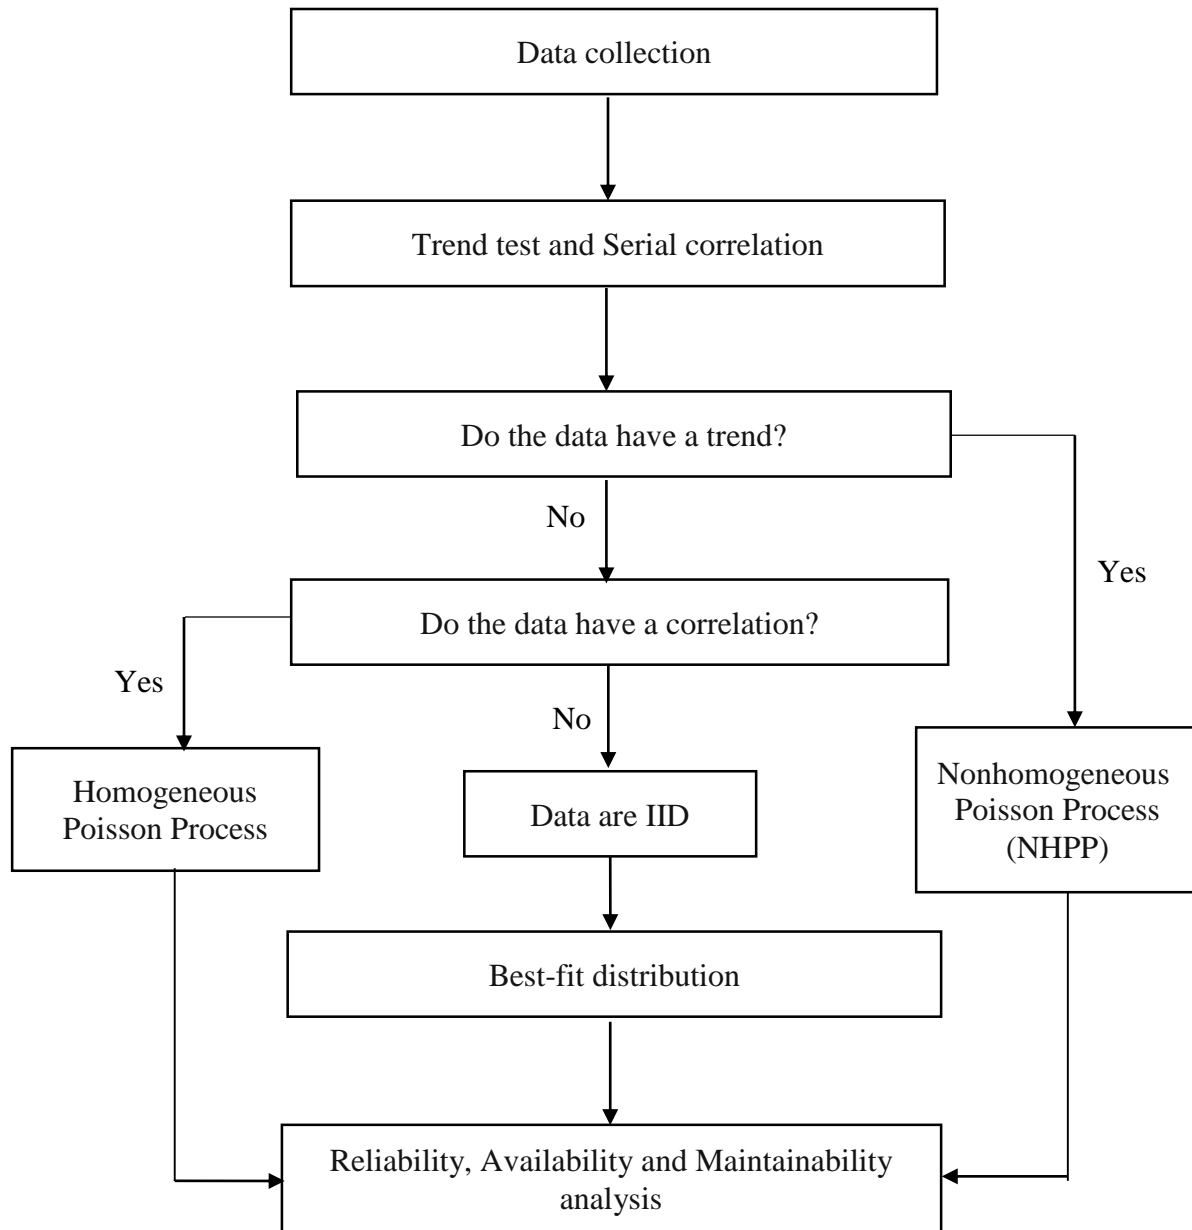 Data collection
Trend test and Serial correlation
Do the data have a trend?
No
Yes
Do the data have a correlation?
Yes
No
Homogeneous
Poisson Process
Data are IID
Nonhomogeneous
Poisson Process
(NHPP)
Best-fit distribution
Reliability, Availability and Maintainability
analysis